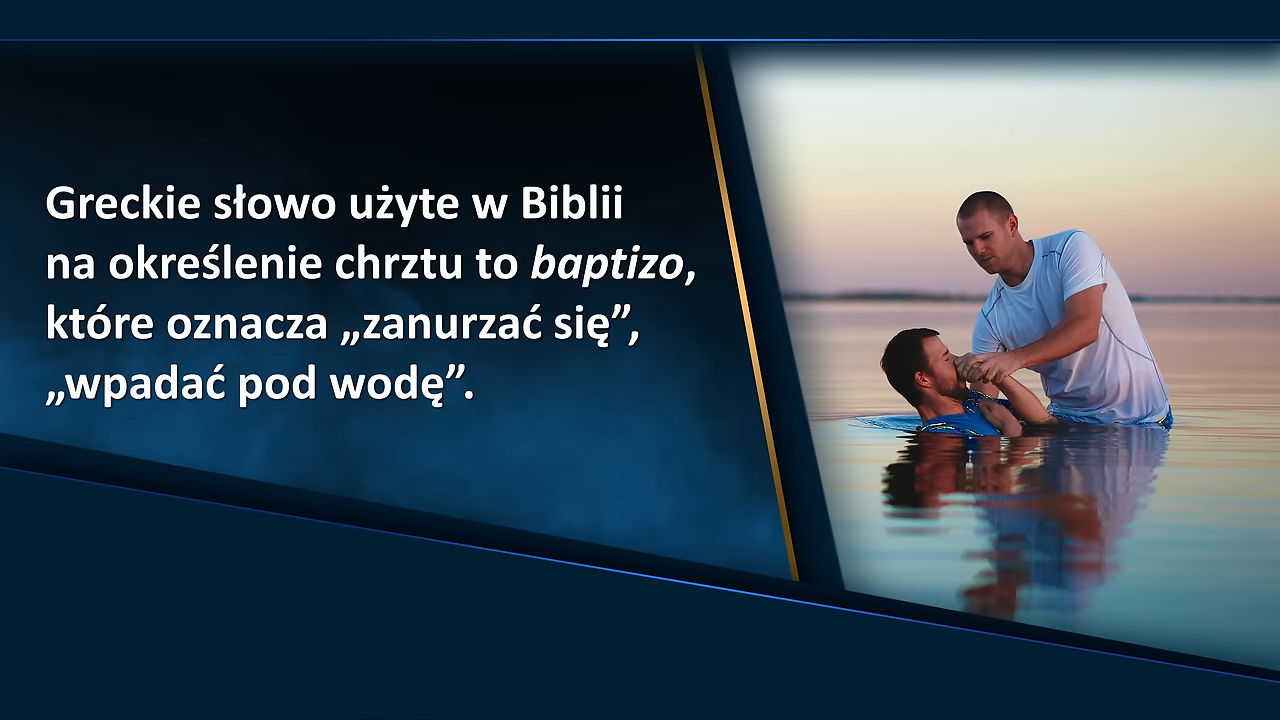 Greckie słowo użyte w Biblii
na określenie chrztu to baptizo,
które oznacza „zanurzać się”,
„wpadać pod wodę”.